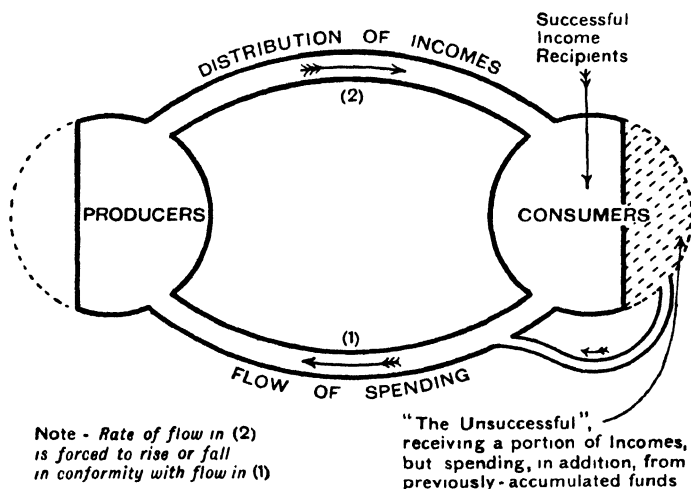 Successful
Income
Recipients
DISTRIBUTION OF INCOMES
(2)
PRODUCERS
CONSUMERS
(1)
FLOW OF SPENDING
Note - Rate of flow in (2)
is forced to rise or fall
in conformity with flow in (1)
"The Unsuccessful",
receiving a portion of Incomes,
but spending, in addition, from
previously-accumulated funds